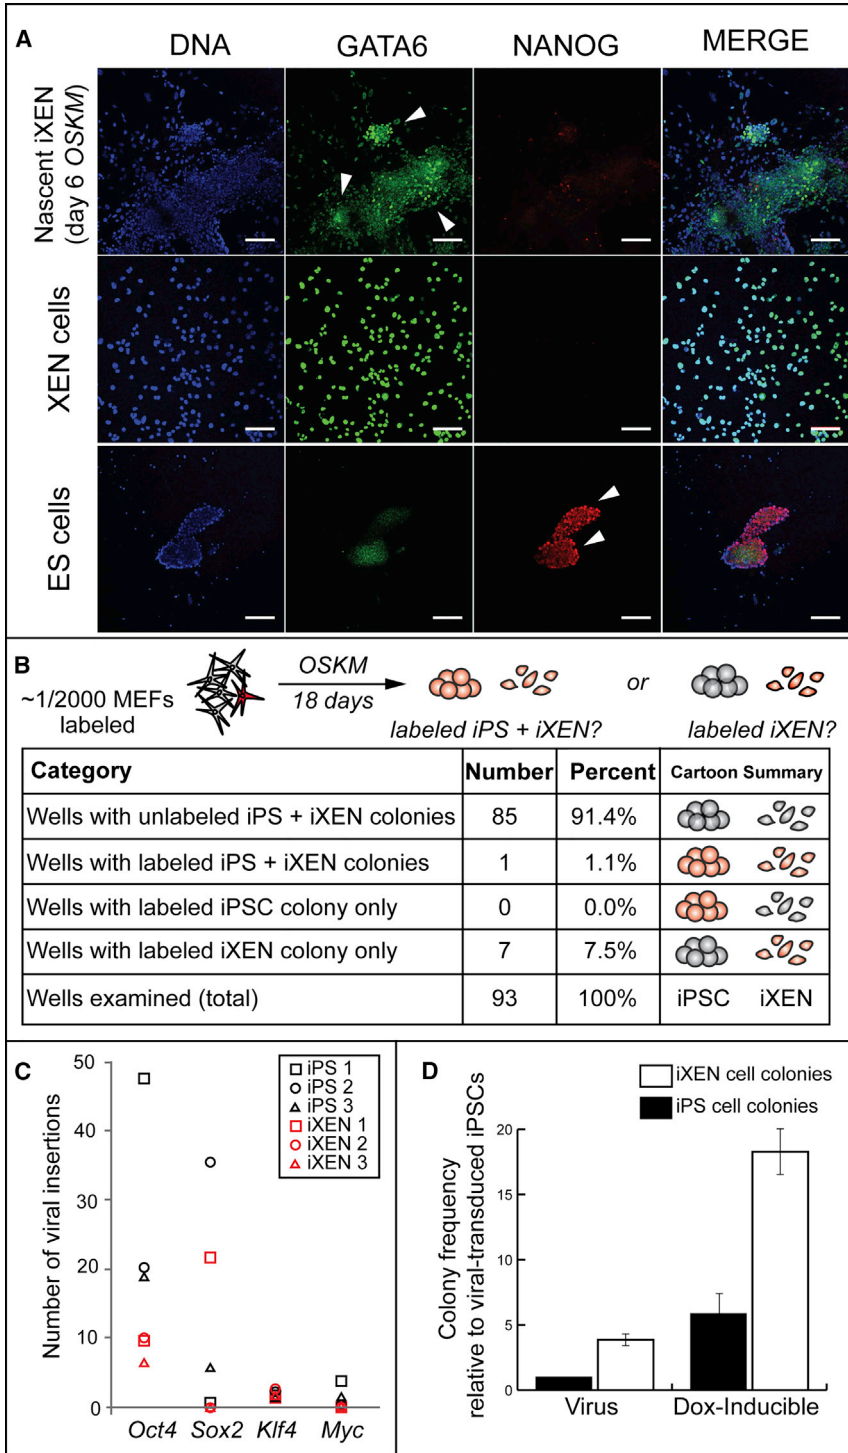 A
DNA GATA6 NANOG MERGE
Nascent iXEN
(day 6 OSKM)
XEN cells
ES cells
B
~1/2000 MEFs
labeled
OSKM
18 days
or
labeled iPS + iXEN?
labeled iXEN?
Category Number Percent Cartoon Summary
Wells with unlabeled iPS + iXEN colonies 85 91.4%
Wells with labeled iPS + iXEN colonies 1 1.1%
Wells with labeled iPSC colony only 0 0.0%
Wells with labeled iXEN colony only 7 7.5%
Wells examined (total) 93 100% iPSC iXEN
C
Number of viral insertions
50
40
30
20
10
0
iPS 1
iPS 2
iPS 3
iXEN 1
iXEN 2
iXEN 3
Oct4 Sox2 Klf4 Myc
D
iXEN cell colonies
iPS cell colonies
Colony frequency
relative to viral-transduced iPSCs
20
15
10
5
0
Virus Dox-Inducible